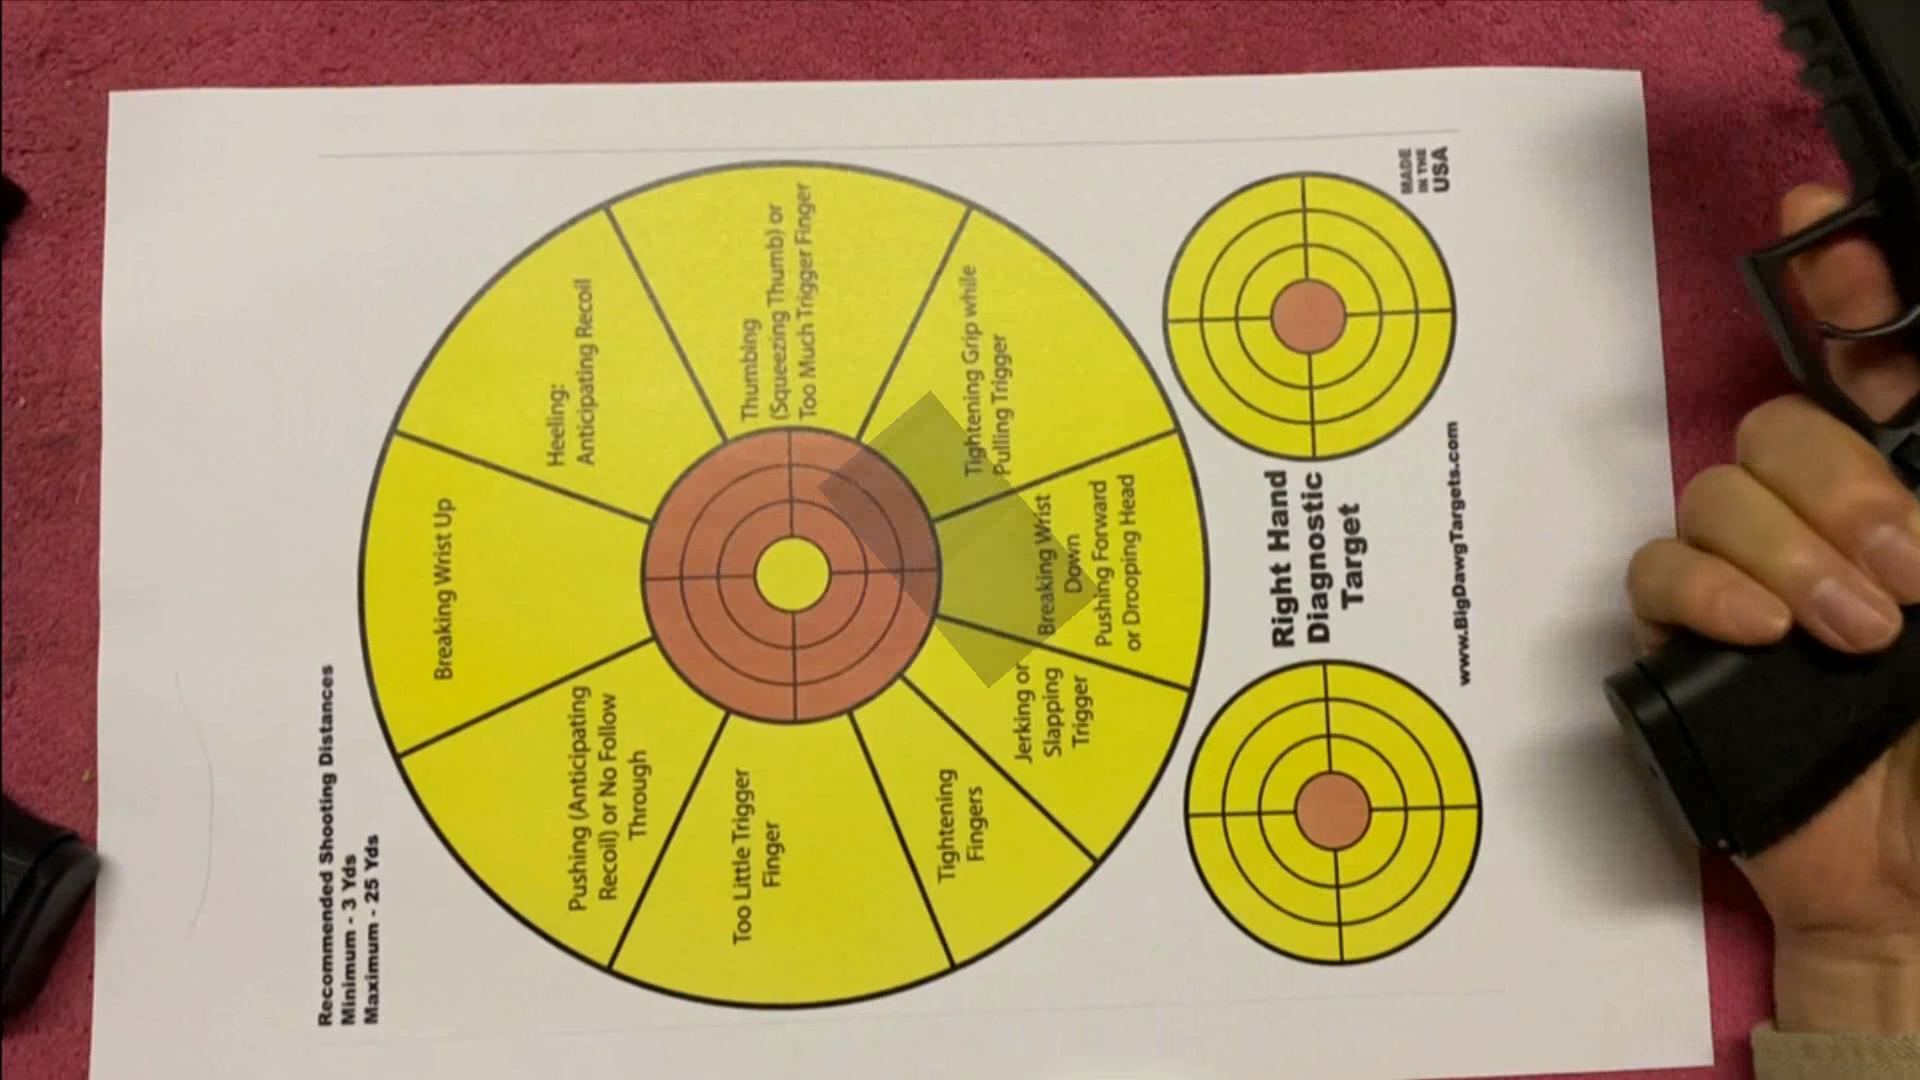 Recommended Shooting Distances
Minimum - 3 Yds
Maximum - 25 Yds
Breaking Wrist Up
Pushing (Anticipating
Recoil) or No Follow
Through
Heeling:
Anticipating Recoil
Too Little Trigger
Finger
Thumbing
(Squeezing Thumb) or
Too Much Trigger Finger
Tightening
Fingers
Jerking or
Slapping
Trigger
Breaking Wrist
Down
Pushing Forward
or Drooping Head
Tightening Grip while
Pulling Trigger
Right Hand
Diagnostic
Target
MADE
IN THE
USA
www.BigDawgTargets.com